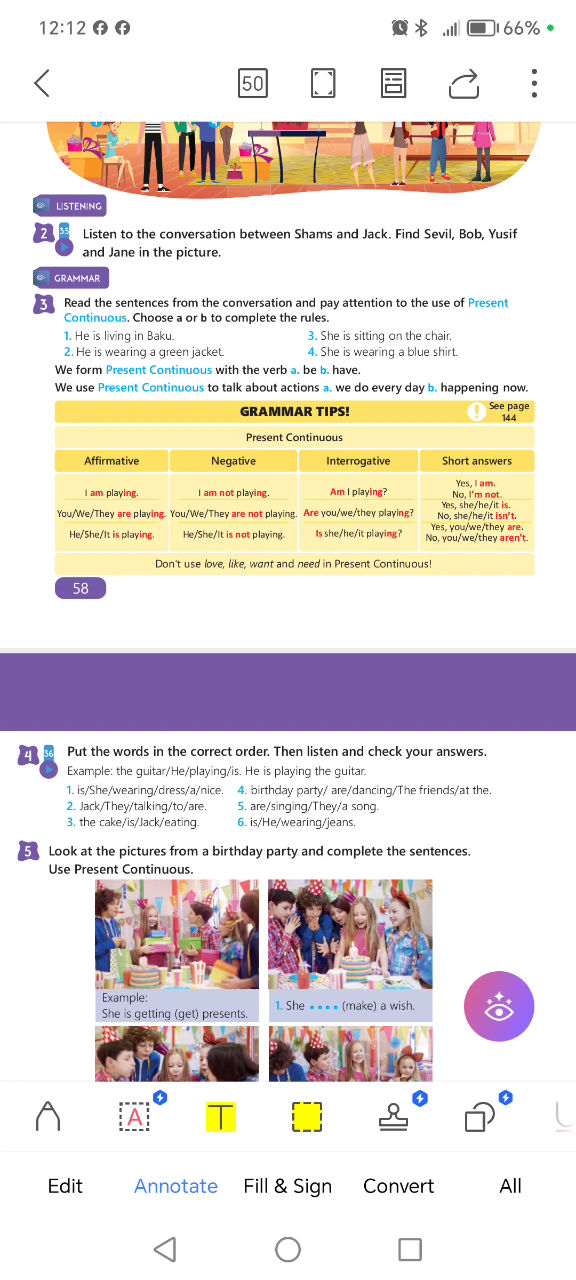 12:12
66%
50
LISTENING
2 35 Listen to the conversation between Shams and Jack. Find Sevil, Bob, Yusif
and Jane in the picture.
GRAMMAR
3 Read the sentences from the conversation and pay attention to the use of Present
Continuous. Choose a or b to complete the rules.
1. He is living in Baku. 3. She is sitting on the chair.
2. He is wearing a green jacket. 4. She is wearing a blue shirt.
We form Present Continuous with the verb a. be b. have.
We use Present Continuous to talk about actions a. we do every day b. happening now.
GRAMMAR TIPS! ! See page
144
Present Continuous
Affirmative Negative Interrogative Short answers
I am playing. I am not playing. Am I playing? Yes, I am.
No, I'm not.
You/We/They are playing. You/We/They are not playing. Are you/we/they playing? Yes, she/he/it is.
No, she/he/it isn't.
He/She/It is playing. He/She/It is not playing. Is she/he/it playing? Yes, you/we/they are.
No, you/we/they aren't.
Don't use love, like, want and need in Present Continuous!
58
4 36 Put the words in the correct order. Then listen and check your answers.
Example: the guitar/He/playing/is. He is playing the guitar.
1. is/She/wearing/dress/a/nice. 4. birthday party/ are/dancing/The friends/at the.
2. Jack/They/talking/to/are. 5. are/singing/They/a song.
3. the cake/is/Jack/eating. 6. is/He/wearing/jeans.
5 Look at the pictures from a birthday party and complete the sentences.
Use Present Continuous.
Example:
She is getting (get) presents.
1. She •••• (make) a wish.
A T
Edit Annotate Fill & Sign Convert All